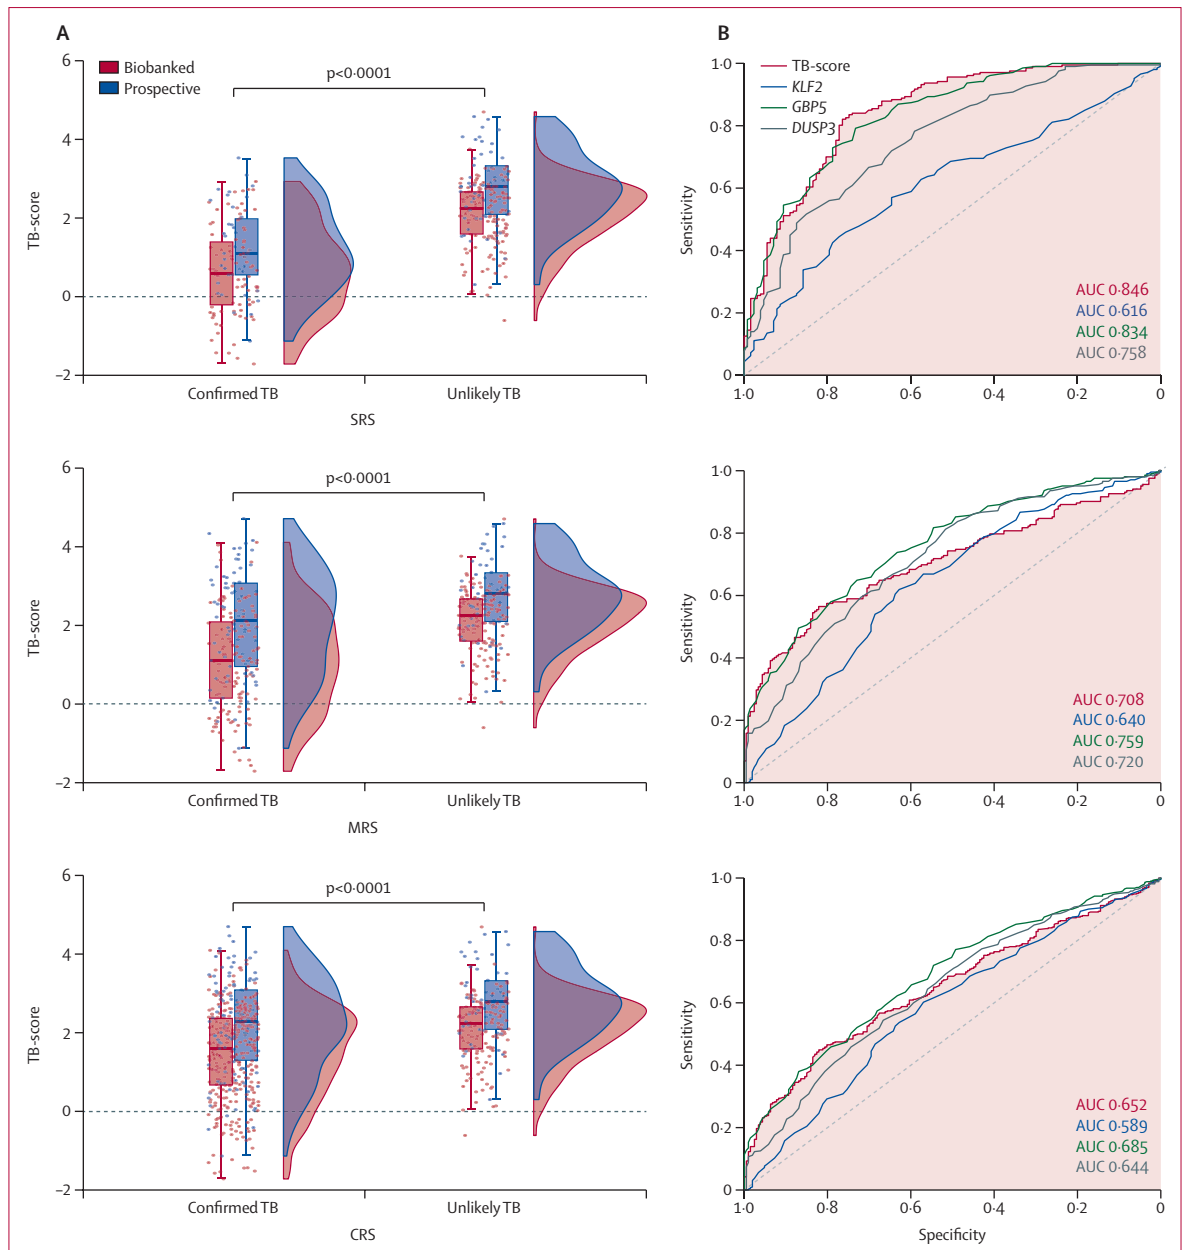 A
6
4
2
0
–2
TB-score
Biobanked
Prospective
p<0·0001
Confirmed TB
Unlikely TB
SRS
B
1·0
0·8
0·6
0·4
0·2
0
Sensitivity
TB-score
KLF2
GBP5
DUSP3
AUC 0·846
AUC 0·616
AUC 0·834
AUC 0·758
1·0 0·8 0·6 0·4 0·2 0
6
4
2
0
–2
TB-score
p<0·0001
Confirmed TB
Unlikely TB
MRS
1·0
0·8
0·6
0·4
0·2
0
Sensitivity
AUC 0·708
AUC 0·640
AUC 0·759
AUC 0·720
1·0 0·8 0·6 0·4 0·2 0
6
4
2
0
–2
TB-score
p<0·0001
Confirmed TB
Unlikely TB
CRS
1·0
0·8
0·6
0·4
0·2
0
Sensitivity
AUC 0·652
AUC 0·589
AUC 0·685
AUC 0·644
1·0 0·8 0·6 0·4 0·2 0
Specificity